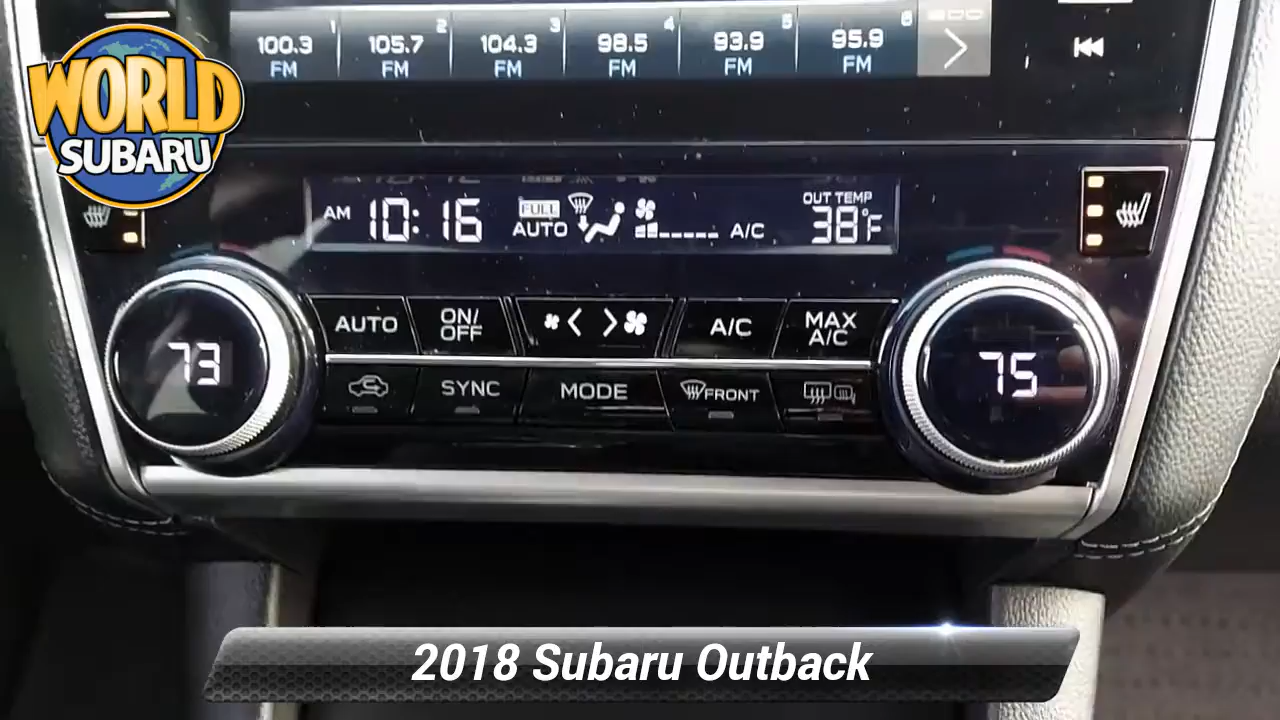 1 2 3 4 5 6
100.3 105.7 104.3 98.5 93.9 95.9
FM FM FM FM FM FM
WORLD
SUBARU
OUT TEMP
AM 10:16 FULL AUTO A/C 38°F
AUTO ON/OFF A/C MAX A/C
73 75
SYNC MODE FRONT
2018 Subaru Outback